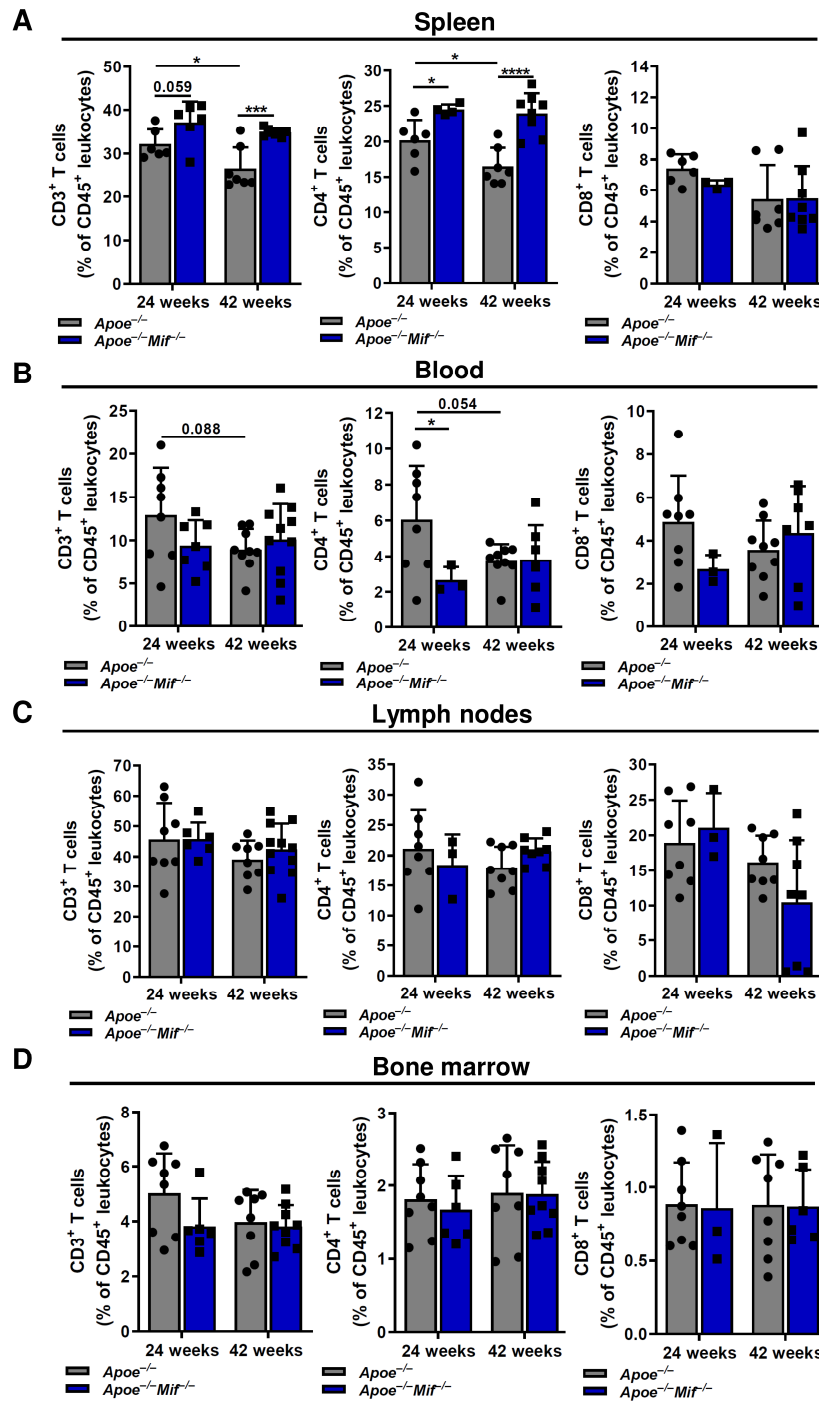 A
Spleen
CD3⁺ T cells
(% of CD45⁺ leukocytes)
50
40
30
20
10
0
0.059
*
***
24 weeks
42 weeks
Apoe⁻/⁻
Apoe⁻/⁻Mif⁻/⁻
CD4⁺ T cells
(% of CD45⁺ leukocytes)
30
25
20
15
10
5
0
*
*
****
24 weeks
42 weeks
Apoe⁻/⁻
Apoe⁻/⁻Mif⁻/⁻
CD8⁺ T cells
(% of CD45⁺ leukocytes)
14
12
10
8
6
4
2
0
24 weeks
42 weeks
Apoe⁻/⁻
Apoe⁻/⁻Mif⁻/⁻
B
Blood
CD3⁺ T cells
(% of CD45⁺ leukocytes)
25
20
15
10
5
0
0.088
24 weeks
42 weeks
Apoe⁻/⁻
Apoe⁻/⁻Mif⁻/⁻
CD4⁺ T cells
(% of CD45⁺ leukocytes)
12
10
8
6
4
2
0
0.054
*
24 weeks
42 weeks
Apoe⁻/⁻
Apoe⁻/⁻Mif⁻/⁻
CD8⁺ T cells
(% of CD45⁺ leukocytes)
10
8
6
4
2
0
24 weeks
42 weeks
Apoe⁻/⁻
Apoe⁻/⁻Mif⁻/⁻
C
Lymph nodes
CD3⁺ T cells
(% of CD45⁺ leukocytes)
70
60
50
40
30
20
10
0
24 weeks
42 weeks
Apoe⁻/⁻
Apoe⁻/⁻Mif⁻/⁻
CD4⁺ T cells
(% of CD45⁺ leukocytes)
35
30
25
20
15
10
5
0
24 weeks
42 weeks
Apoe⁻/⁻
Apoe⁻/⁻Mif⁻/⁻
CD8⁺ T cells
(% of CD45⁺ leukocytes)
30
25
20
15
10
5
0
24 weeks
42 weeks
Apoe⁻/⁻
Apoe⁻/⁻Mif⁻/⁻
D
Bone marrow
CD3⁺ T cells
(% of CD45⁺ leukocytes)
8
6
4
2
0
24 weeks
42 weeks
Apoe⁻/⁻
Apoe⁻/⁻Mif⁻/⁻
CD4⁺ T cells
(% of CD45⁺ leukocytes)
3
2
1
0
24 weeks
42 weeks
Apoe⁻/⁻
Apoe⁻/⁻Mif⁻/⁻
CD8⁺ T cells
(% of CD45⁺ leukocytes)
1.5
1.0
0.5
0.0
24 weeks
42 weeks
Apoe⁻/⁻
Apoe⁻/⁻Mif⁻/⁻